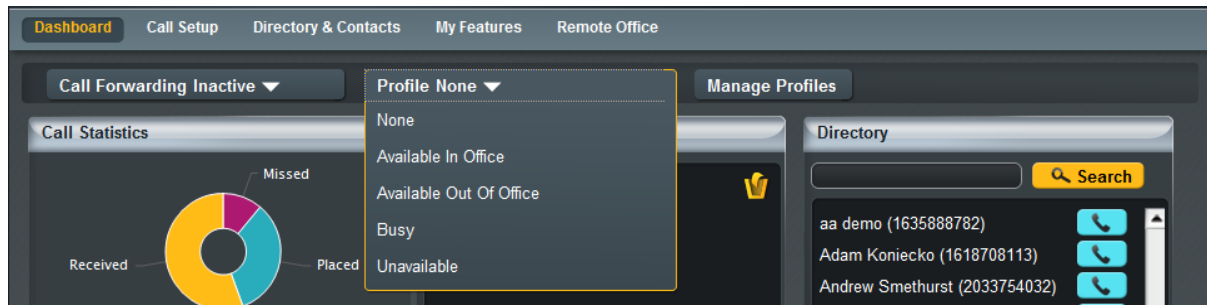 Dashboard Call Setup Directory & Contacts My Features Remote Office
Call Forwarding Inactive Profile None Manage Profiles
Call Statistics
Missed
Received
Placed
None
Available In Office
Available Out Of Office
Busy
Unavailable
Directory
Search
aa demo (1635888782)
Adam Koniecko (1618708113)
Andrew Smethurst (2033754032)